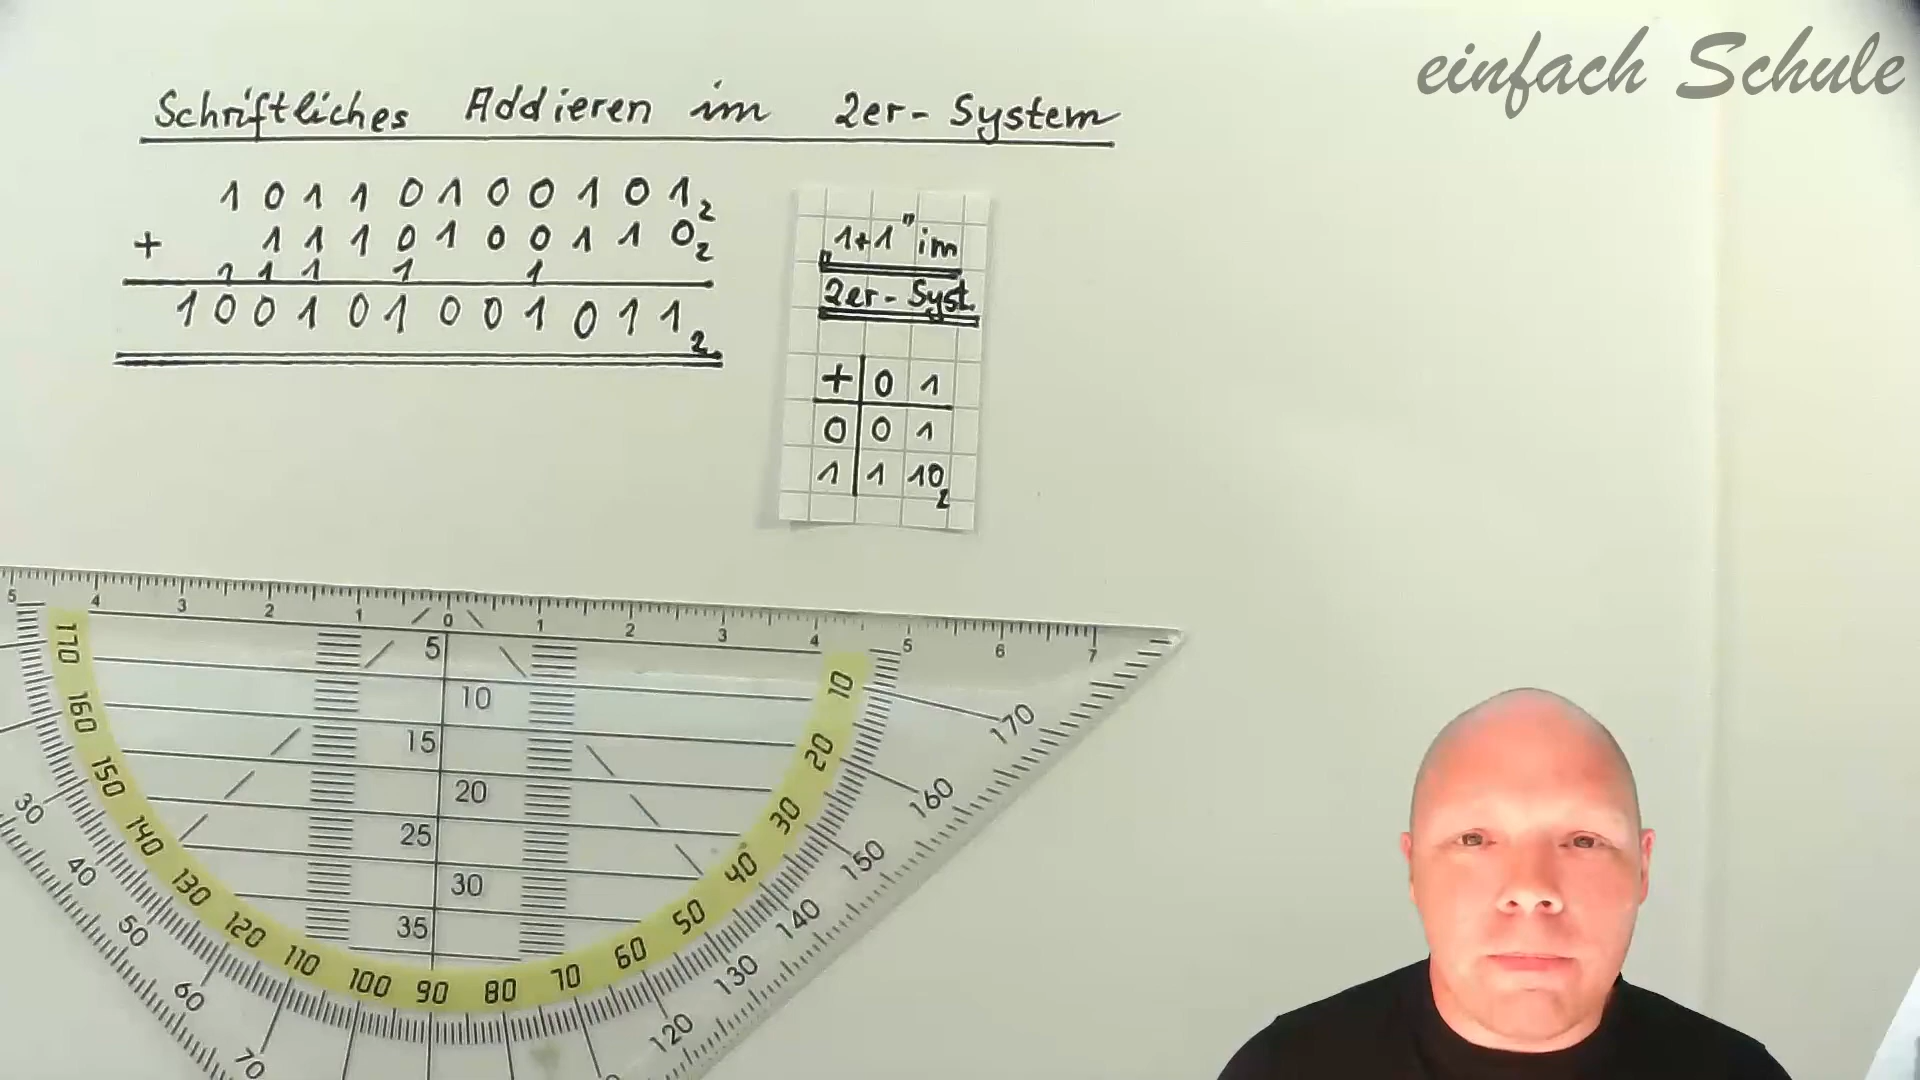 einfach Schule
Schriftliches Addieren im 2er-System
1 0 1 1 0 1 0 0 1 0 1₂
+ 1 1 1 0 1 0 0 1 1 0₂
1 1 1 1 1
1 0 0 1 0 1 0 0 1 0 1 1₂
„1+1" im
2er-Syst.
+ 0 1
0 0 1
1 1 10₂
5 4 3 2 1 0 1 2 3 4 5 6 7
5
10
15
20
25
30
35
170 160 150 140 130 120 110 100 90 80 70 60 50 40 30 20 10
30 40 50 60 70
120 130 140 150 160 170